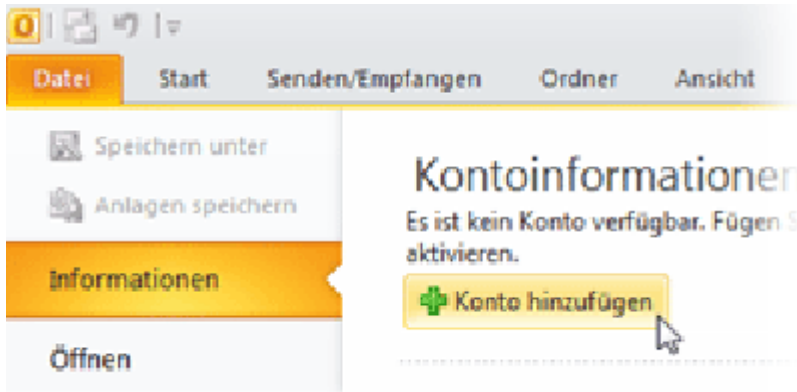 Datei Start Senden/Empfangen Ordner Ansicht
Speichern unter
Anlagen speichern
Informationen
Öffnen
Kontoinformationen
Es ist kein Konto verfügbar. Fügen S
aktivieren.
Konto hinzufügen